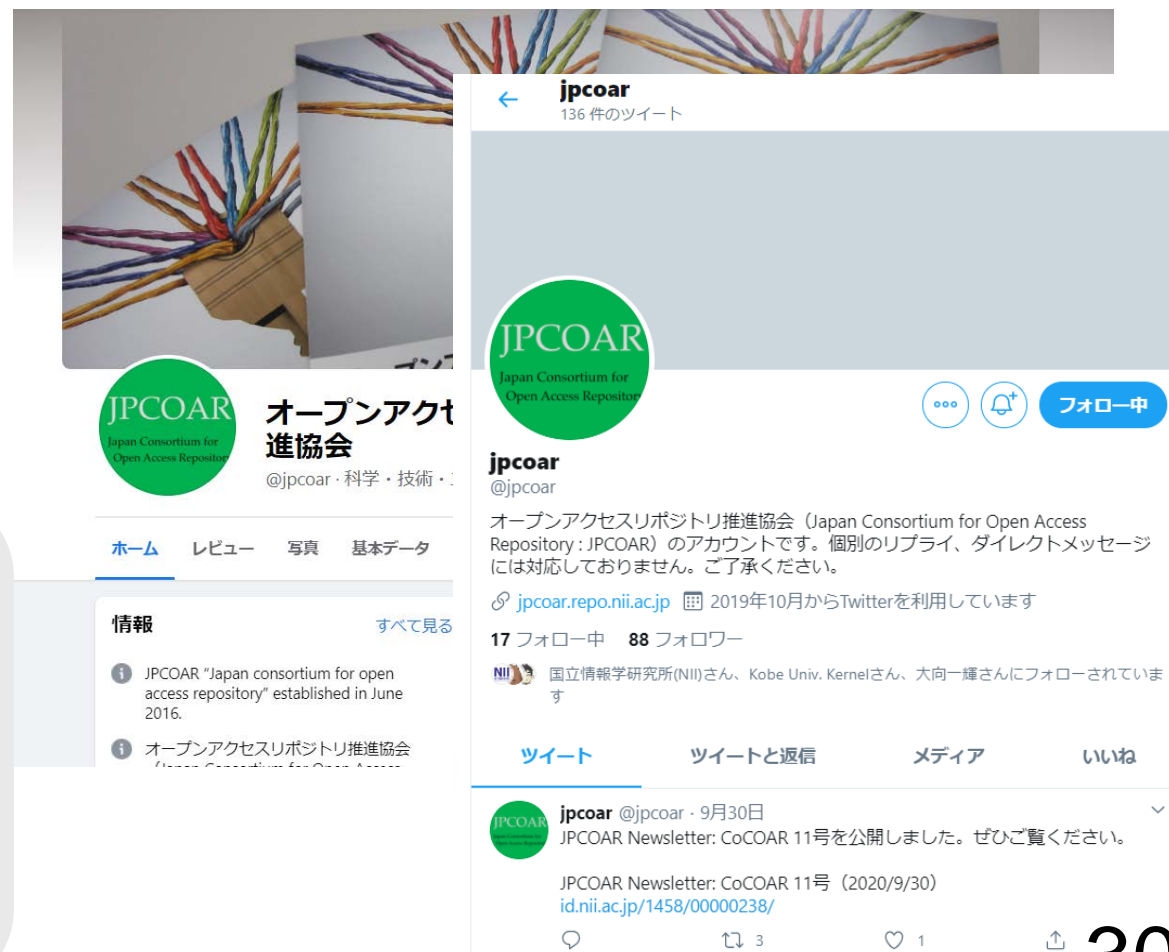 JPCOAR
Japan Consortium for
Open Access Repositor
オープンアクセ
進協会
@jpcoar · 科学・技術・
ホーム レビュー 写真 基本データ
情報 すべて見る
JPCOAR "Japan consortium for open
access repository" established in June
2016.
オープンアクセスリポジトリ推進協会
jpcoar
136 件のツイート
JPCOAR
Japan Consortium for
Open Access Repositor
フォロー中
jpcoar
@jpcoar
オープンアクセスリポジトリ推進協会（Japan Consortium for Open Access
Repository : JPCOAR）のアカウントです。個別のリプライ、ダイレクトメッセージ
には対応しておりません。ご了承ください。
jpcoar.repo.nii.ac.jp 2019年10月からTwitterを利用しています
17 フォロー中 88 フォロワー
NII 国立情報学研究所(NII)さん、Kobe Univ. Kernelさん、大向一輝さんにフォローされていま
す
ツイート ツイートと返信 メディア いいね
JPCOAR
jpcoar @jpcoar · 9月30日
JPCOAR Newsletter: CoCOAR 11号を公開しました。ぜひご覧ください。
JPCOAR Newsletter: CoCOAR 11号（2020/9/30）
id.nii.ac.jp/1458/00000238/
3 1